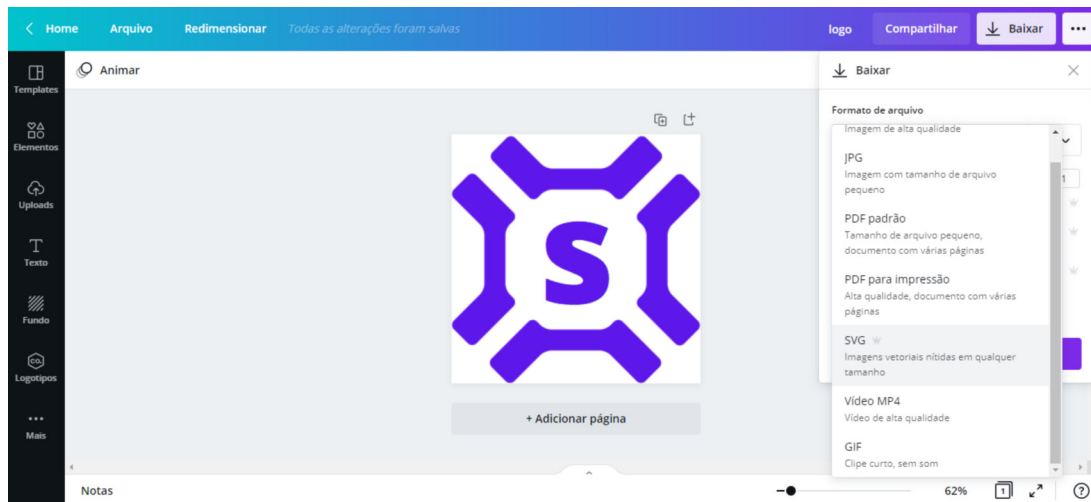 Home
Arquivo
Redimensionar
Todas as alterações foram salvas
logo
Compartilhar
Baixar
Templates
Elementos
Uploads
Texto
Fundo
co.
Logotipos
Mais
Animar
S
+ Adicionar página
Baixar
Formato de arquivo
Imagem de alta qualidade
JPG
Imagem com tamanho de arquivo
pequeno
PDF padrão
Tamanho de arquivo pequeno,
documento com várias páginas
PDF para impressão
Alta qualidade, documento com várias
páginas
SVG
Imagens vetoriais nítidas em qualquer
tamanho
Vídeo MP4
Vídeo de alta qualidade
GIF
Clipe curto, sem som
1
Notas
62%
1
?